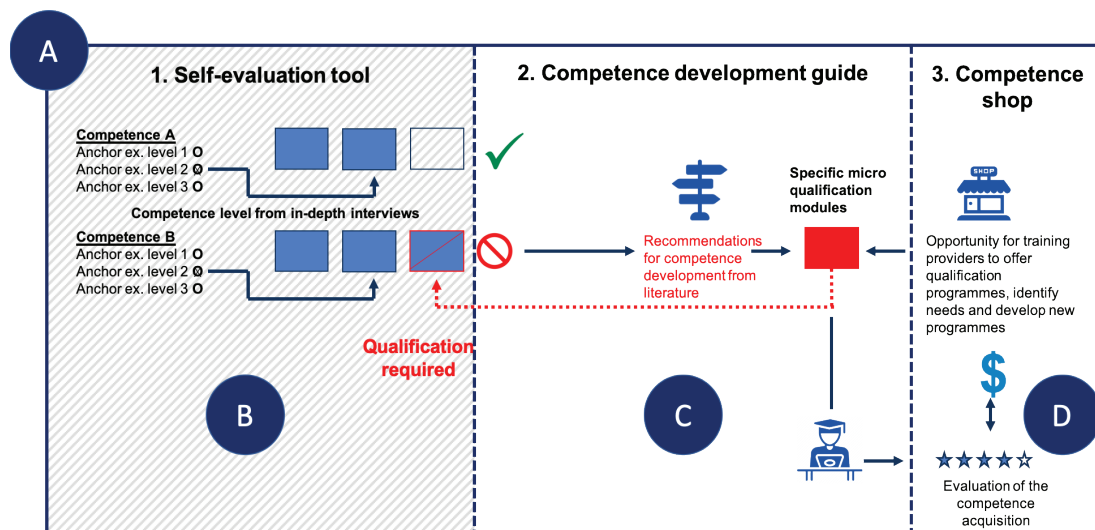 A
1. Self-evaluation tool
Competence A
Anchor ex. level 1 O
Anchor ex. level 2 O
Anchor ex. level 3 O
Competence level from in-depth interviews
Competence B
Anchor ex. level 1 O
Anchor ex. level 2 O
Anchor ex. level 3 O
Qualification
required
B
2. Competence development guide
Recommendations
for competence
development from
literature
Specific micro
qualification
modules
C
3. Competence
shop
SHOP
Opportunity for training
providers to offer
qualification
programmes, identify
needs and develop new
programmes
$
D
Evaluation of the
competence
acquisition